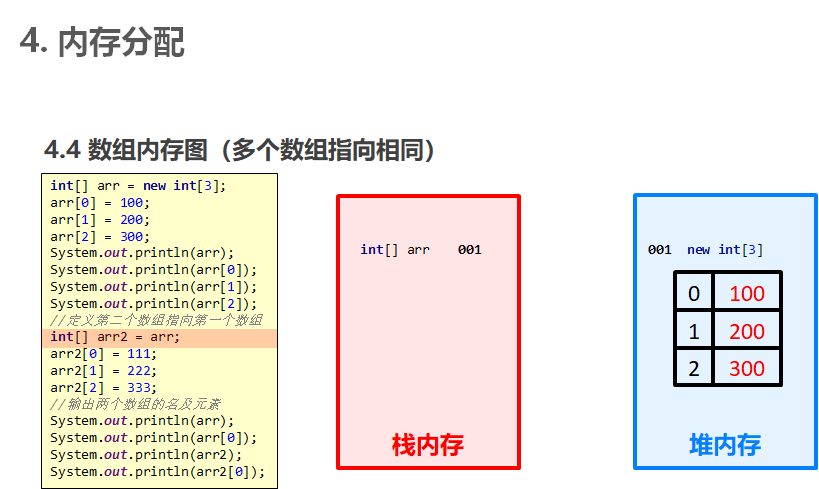 4. 内存分配
4.4 数组内存图（多个数组指向相同）
int[] arr = new int[3];
arr[0] = 100;
arr[1] = 200;
arr[2] = 300;
System.out.println(arr);
System.out.println(arr[0]);
System.out.println(arr[1]);
System.out.println(arr[2]);
//定义第二个数组指向第一个数组
int[] arr2 = arr;
arr2[0] = 111;
arr2[1] = 222;
arr2[2] = 333;
//输出两个数组的名及元素
System.out.println(arr);
System.out.println(arr[0]);
System.out.println(arr2);
System.out.println(arr2[0]);
int[] arr 001
栈内存
001 new int[3]
0 100
1 200
2 300
堆内存